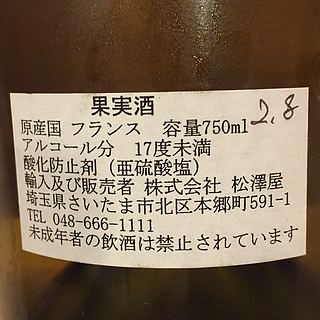 果実酒
原産国 フランス 容量750ml 2,8
アルコール分 17度未満
酸化防止剤（亜硫酸塩）
輸入及び販売者 株式会社 松澤屋
埼玉県さいたま市北区本郷町591-1
TEL 048-666-1111
未成年者の飲酒は禁止されています